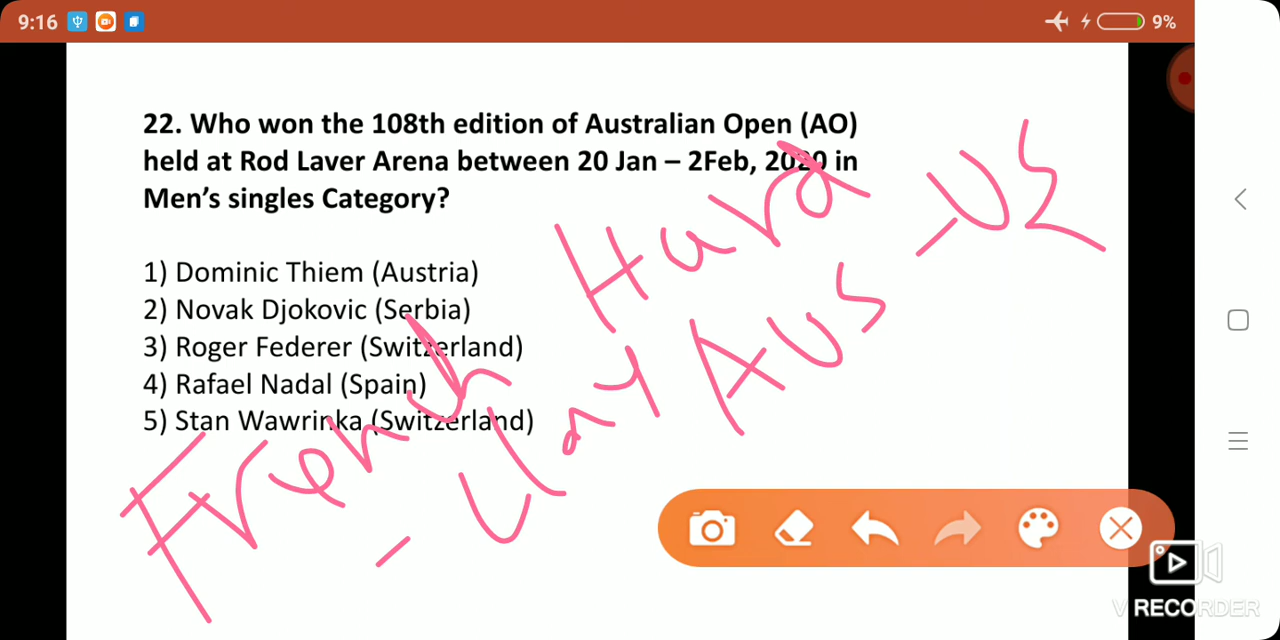 9:16
9%
22. Who won the 108th edition of Australian Open (AO)
held at Rod Laver Arena between 20 Jan – 2Feb, 2020 in
Men’s singles Category?
1) Dominic Thiem (Austria)
2) Novak Djokovic (Serbia)
3) Roger Federer (Switzerland)
4) Rafael Nadal (Spain)
5) Stan Wawrinka (Switzerland)
Hard
AUS - US
French - Clay
V RECORDER